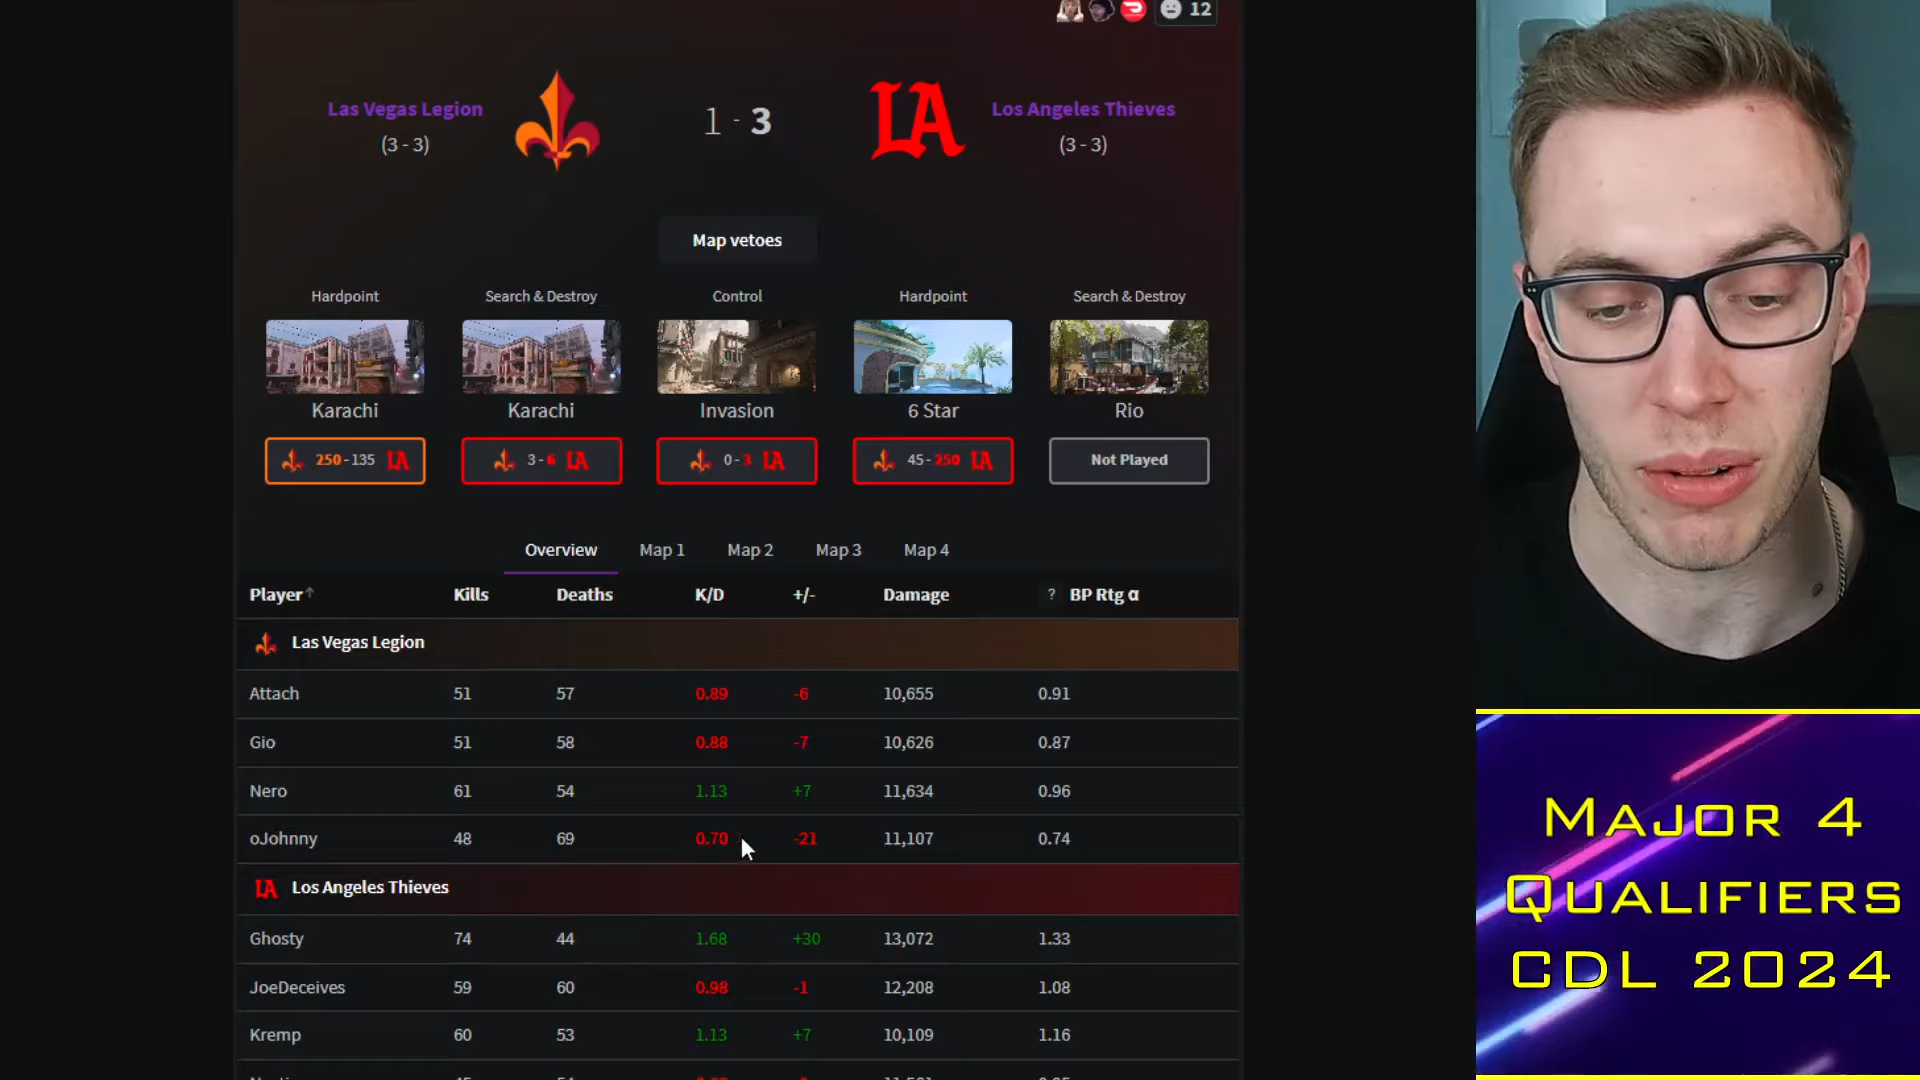 12
Las Vegas Legion
(3 - 3)
1 - 3
LA
Los Angeles Thieves
(3 - 3)
Map vetoes
Hardpoint
Search & Destroy
Control
Hardpoint
Search & Destroy
Karachi
Karachi
Invasion
6 Star
Rio
250 - 135 LA
3 - 6 LA
0 - 3 LA
45 - 250 LA
Not Played
Overview Map 1 Map 2 Map 3 Map 4
Player↑ Kills Deaths K/D +/- Damage ? BP Rtg α
Las Vegas Legion
Attach 51 57 0.89 -6 10,655 0.91
Gio 51 58 0.88 -7 10,626 0.87
Nero 61 54 1.13 +7 11,634 0.96
oJohnny 48 69 0.70 -21 11,107 0.74
LA Los Angeles Thieves
Ghosty 74 44 1.68 +30 13,072 1.33
JoeDeceives 59 60 0.98 -1 12,208 1.08
Kremp 60 53 1.13 +7 10,109 1.16
Major 4
Qualifiers
CDL 2024